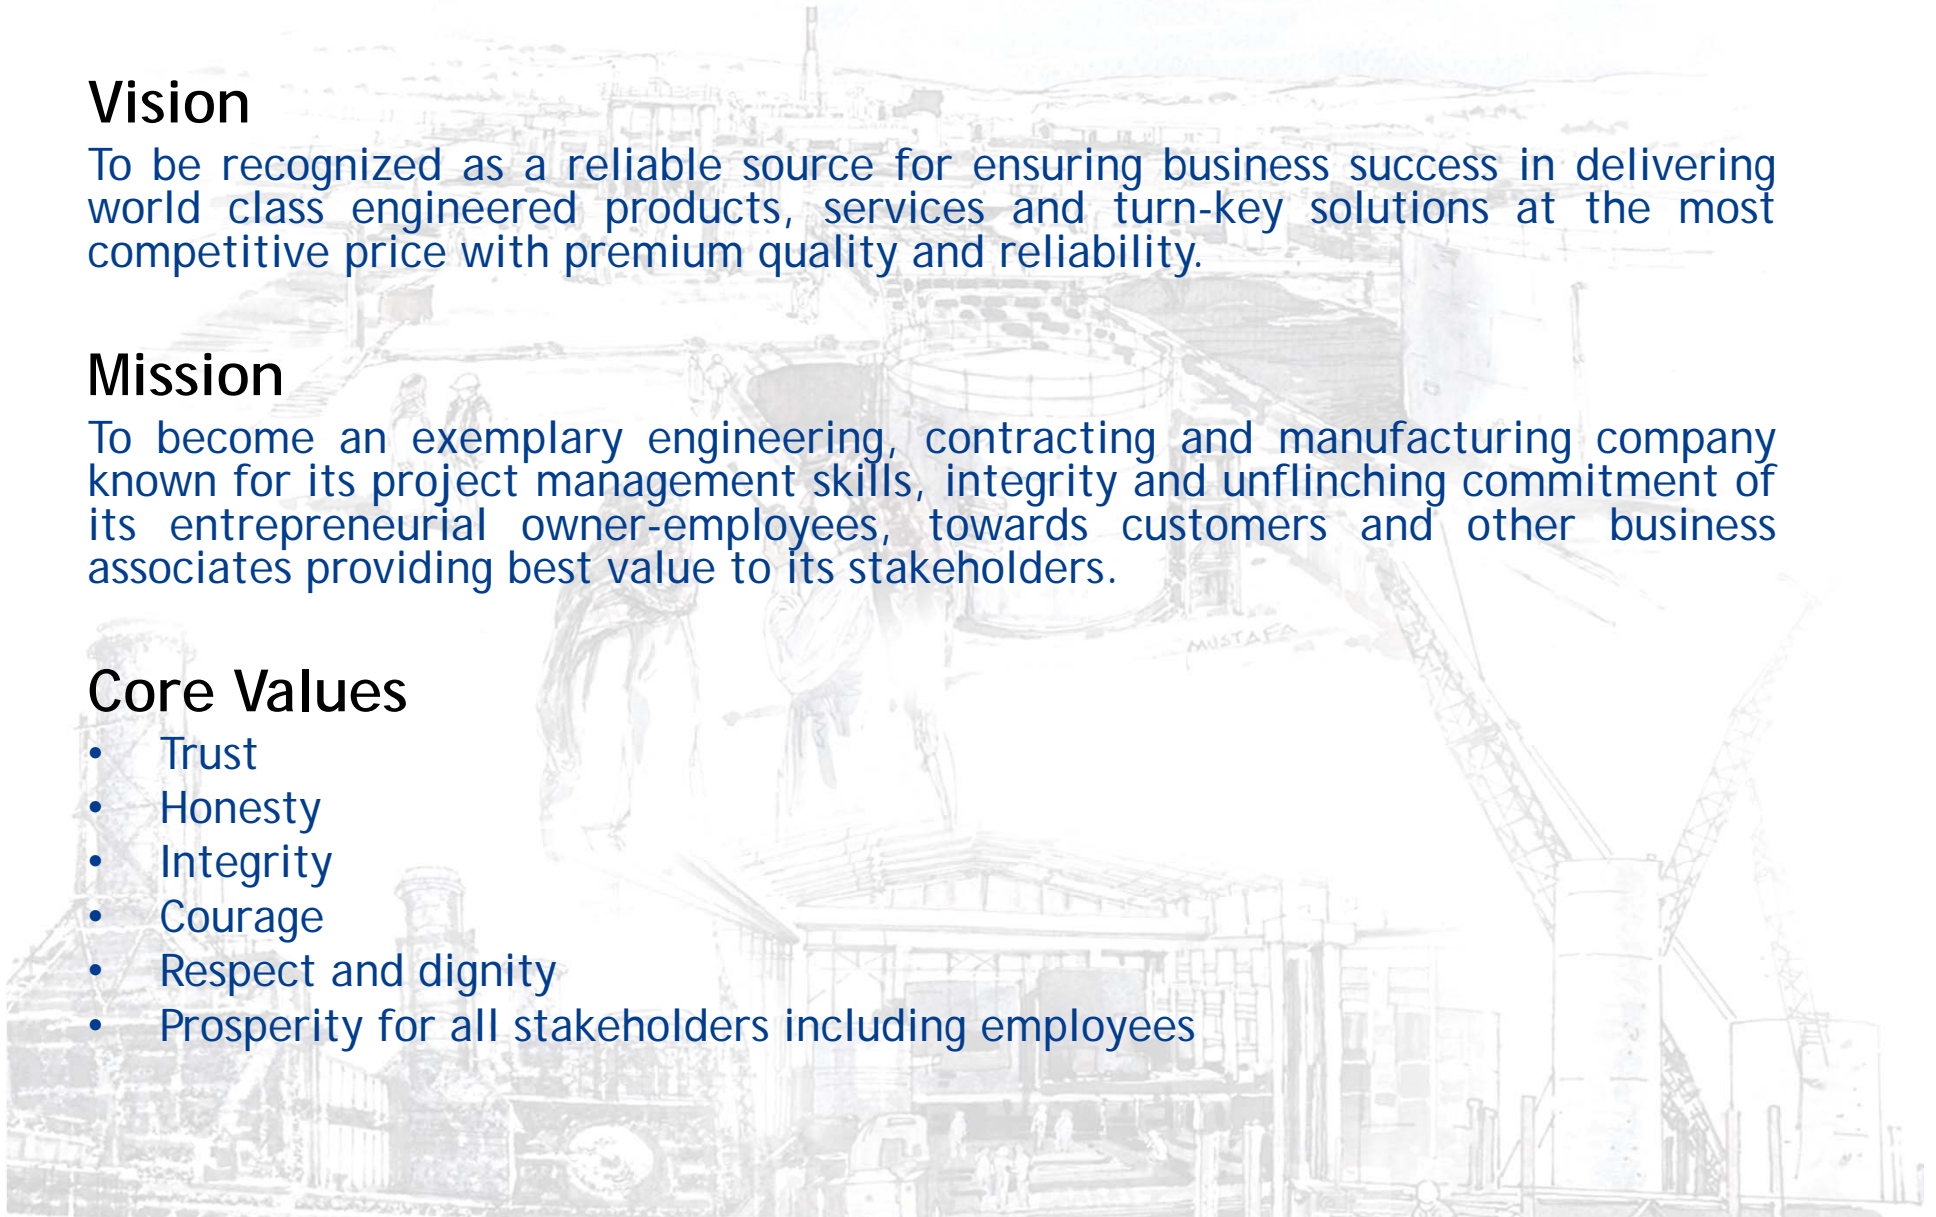 Vision
To be recognized as a reliable source for ensuring business success in delivering
world class engineered products, services and turn-key solutions at the most
competitive price with premium quality and reliability.
Mission
To become an exemplary engineering, contracting and manufacturing company
known for its project management skills, integrity and unflinching commitment of
its entrepreneurial owner-employees, towards customers and other business
associates providing best value to its stakeholders.
MUSTAFA
Core Values
• Trust
• Honesty
• Integrity
• Courage
• Respect and dignity
• Prosperity for all stakeholders including employees